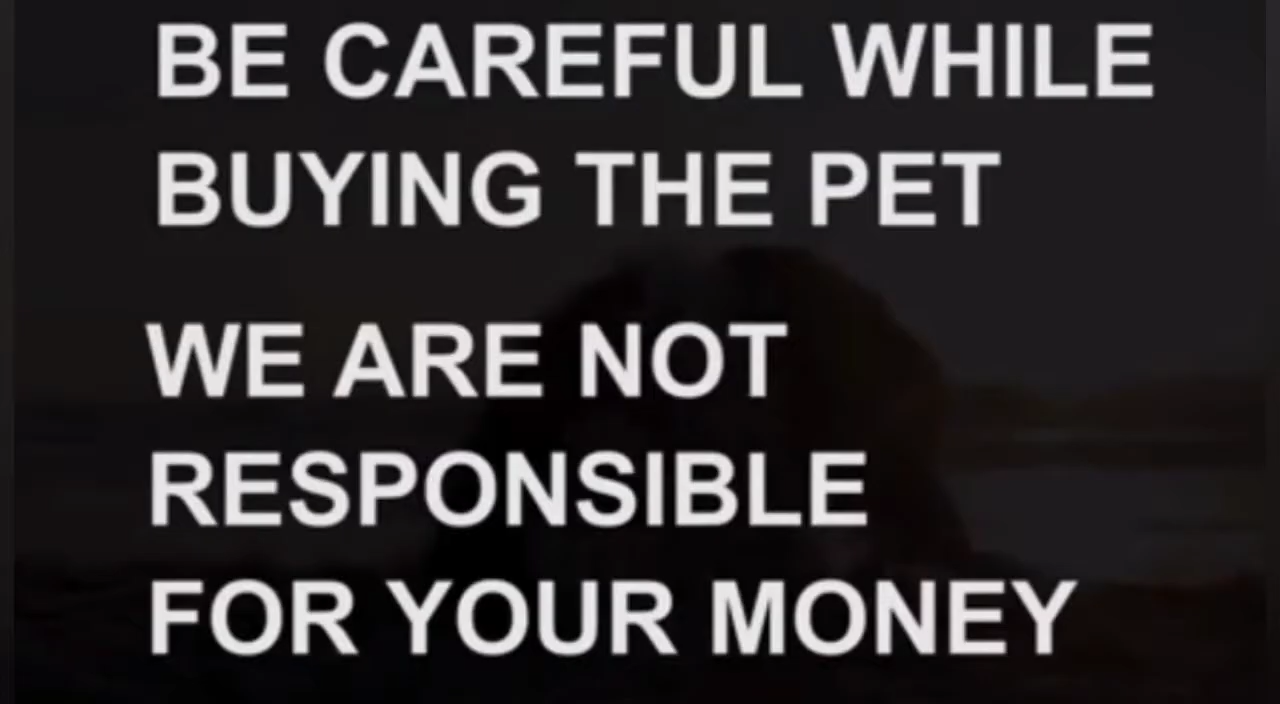 BE CAREFUL WHILE
BUYING THE PET
WE ARE NOT
RESPONSIBLE
FOR YOUR MONEY